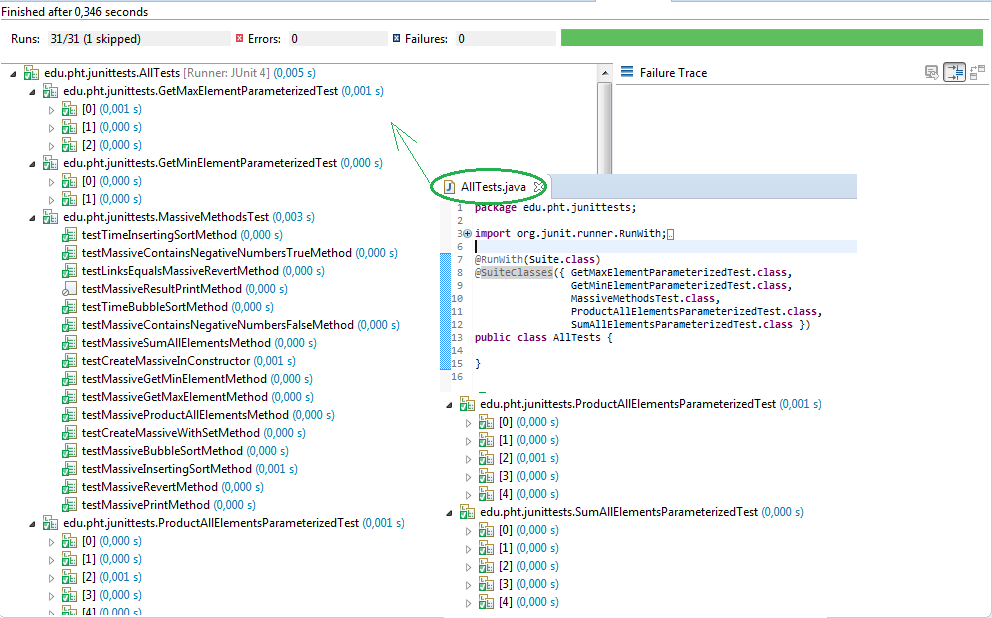 Finished after 0,346 seconds
Runs: 31/31 (1 skipped) Errors: 0 Failures: 0
edu.pht.junittests.AllTests [Runner: JUnit 4] (0,005 s)
edu.pht.junittests.GetMaxElementParameterizedTest (0,001 s)
[0] (0,001 s)
[1] (0,000 s)
[2] (0,000 s)
edu.pht.junittests.GetMinElementParameterizedTest (0,000 s)
[0] (0,000 s)
[1] (0,000 s)
edu.pht.junittests.MassiveMethodsTest (0,003 s)
testTimeInsertingSortMethod (0,000 s)
testMassiveContainsNegativeNumbersTrueMethod (0,000 s)
testLinksEqualsMassiveRevertMethod (0,000 s)
testMassiveResultPrintMethod (0,000 s)
testTimeBubbleSortMethod (0,000 s)
testMassiveContainsNegativeNumbersFalseMethod (0,000 s)
testMassiveSumAllElementsMethod (0,000 s)
testCreateMassiveInConstructor (0,001 s)
testMassiveGetMinElementMethod (0,000 s)
testMassiveGetMaxElementMethod (0,000 s)
testMassiveProductAllElementsMethod (0,000 s)
testCreateMassiveWithSetMethod (0,000 s)
testMassiveBubbleSortMethod (0,000 s)
testMassiveInsertingSortMethod (0,001 s)
testMassiveRevertMethod (0,000 s)
testMassivePrintMethod (0,000 s)
edu.pht.junittests.ProductAllElementsParameterizedTest (0,001 s)
[0] (0,000 s)
[1] (0,000 s)
[2] (0,001 s)
[3] (0,000 s)
[4] (0,000 s)
Failure Trace
AllTests.java
1 package edu.pht.junittests;
2
3 import org.junit.runner.RunWith;
6
7 @RunWith(Suite.class)
8 @SuiteClasses({ GetMaxElementParameterizedTest.class,
9 GetMinElementParameterizedTest.class,
10 MassiveMethodsTest.class,
11 ProductAllElementsParameterizedTest.class,
12 SumAllElementsParameterizedTest.class })
13 public class AllTests {
14
15 }
16
edu.pht.junittests.ProductAllElementsParameterizedTest (0,001 s)
[0] (0,000 s)
[1] (0,000 s)
[2] (0,001 s)
[3] (0,000 s)
[4] (0,000 s)
edu.pht.junittests.SumAllElementsParameterizedTest (0,000 s)
[0] (0,000 s)
[1] (0,000 s)
[2] (0,000 s)
[3] (0,000 s)
[4] (0,000 s)